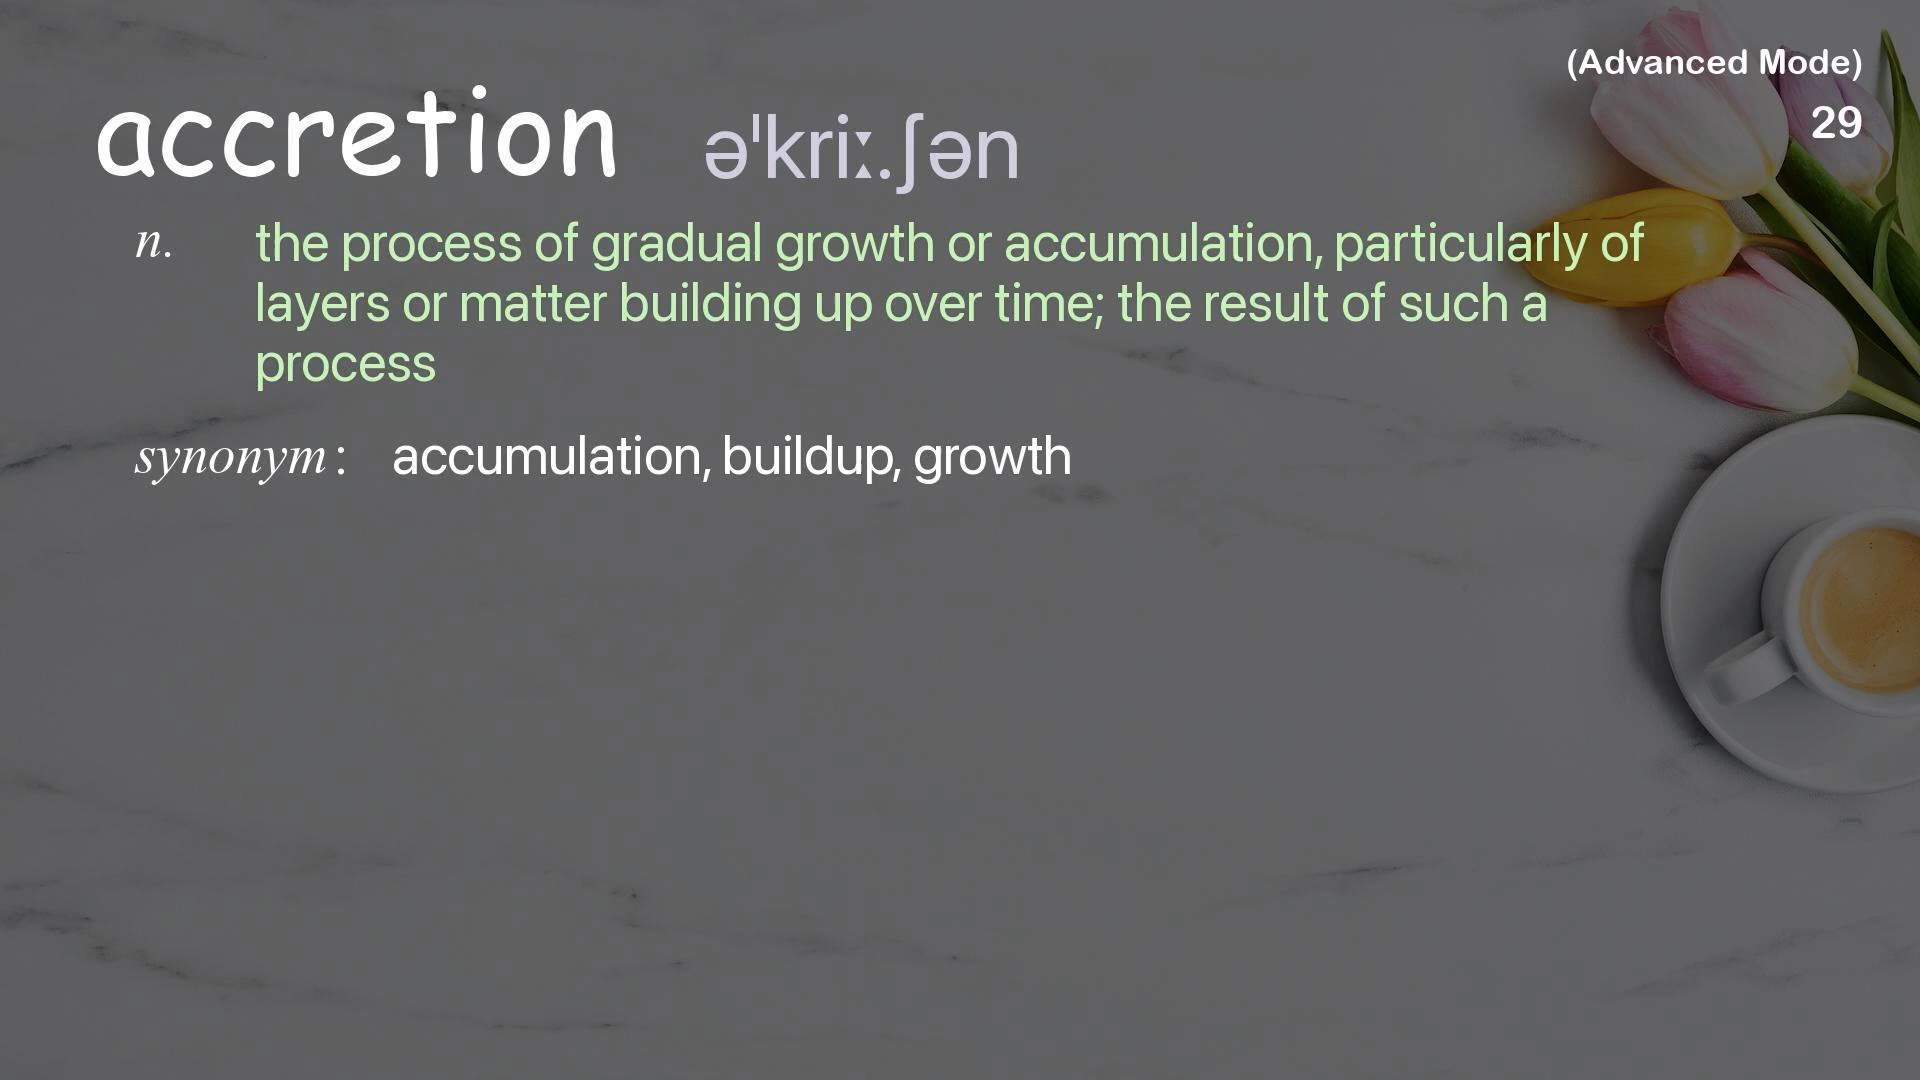 (Advanced Mode)
29
accretion əˈkriː.ʃən
n. the process of gradual growth or accumulation, particularly of
layers or matter building up over time; the result of such a
process
synonym: accumulation, buildup, growth